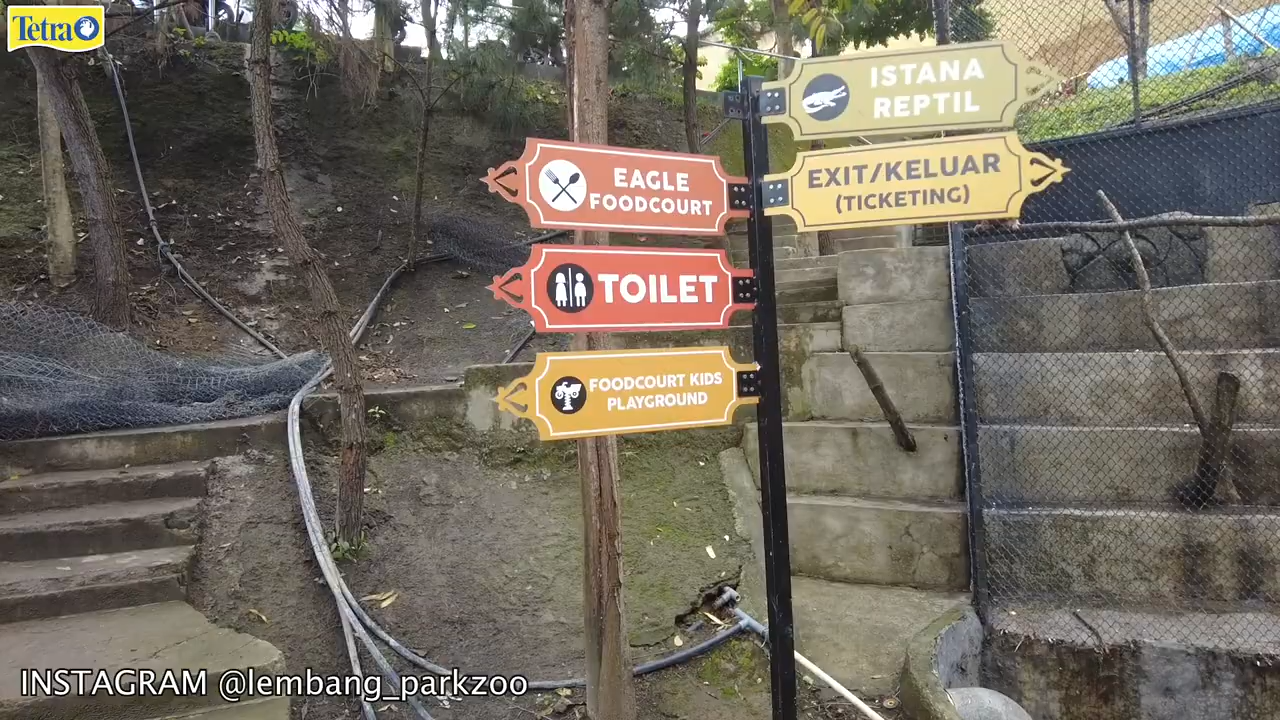 Tetra
ISTANA
REPTIL
EXIT/KELUAR
(TICKETING)
EAGLE
FOODCOURT
TOILET
FOODCOURT KIDS
PLAYGROUND
INSTAGRAM @lembang_parkzoo